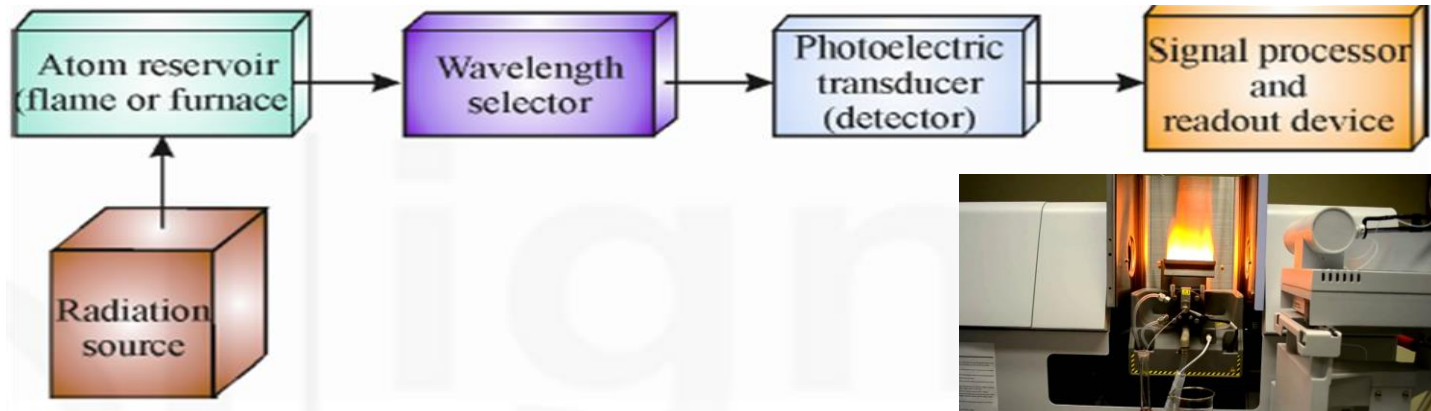 Atom reservoir
(flame or furnace
Wavelength
selector
Photoelectric
transducer
(detector)
Signal processor
and
readout device
Radiation
source